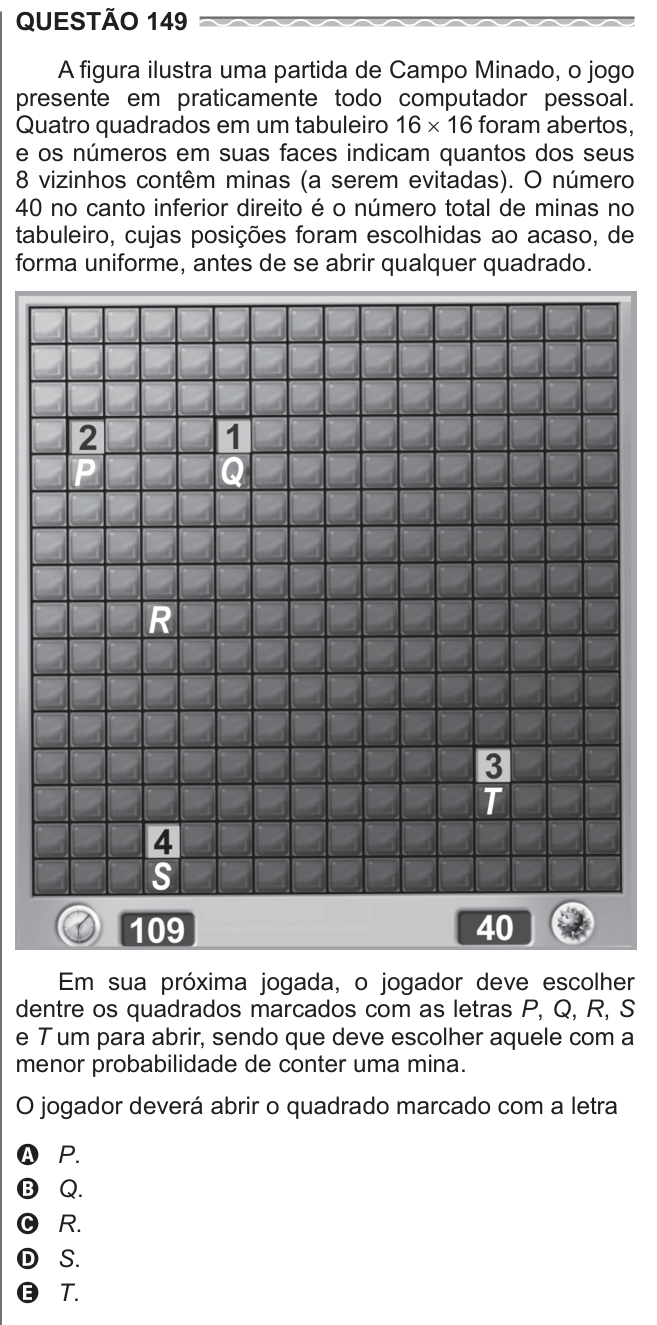 QUESTÃO 149
A figura ilustra uma partida de Campo Minado, o jogo
presente em praticamente todo computador pessoal.
Quatro quadrados em um tabuleiro 16 × 16 foram abertos,
e os números em suas faces indicam quantos dos seus
8 vizinhos contêm minas (a serem evitadas). O número
40 no canto inferior direito é o número total de minas no
tabuleiro, cujas posições foram escolhidas ao acaso, de
forma uniforme, antes de se abrir qualquer quadrado.
2 1
P Q
R
3
T
4
S
109 40
Em sua próxima jogada, o jogador deve escolher
dentre os quadrados marcados com as letras P, Q, R, S
e T um para abrir, sendo que deve escolher aquele com a
menor probabilidade de conter uma mina.
O jogador deverá abrir o quadrado marcado com a letra
A P.
B Q.
C R.
D S.
E T.